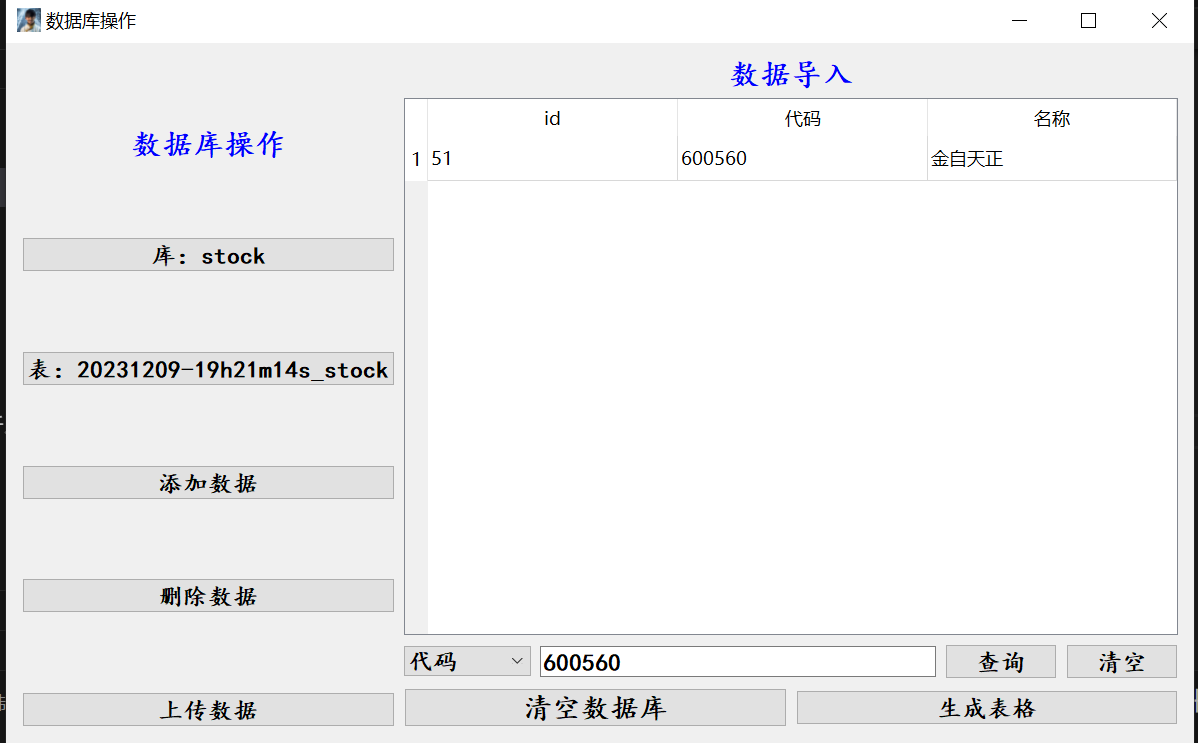 数据库操作
数据导入
数据库操作
id 代码 名称
1 51 600560 金自天正
库：stock
表：20231209-19h21m14s_stock
添加数据
删除数据
上传数据
代码 600560 查询 清空
清空数据库 生成表格